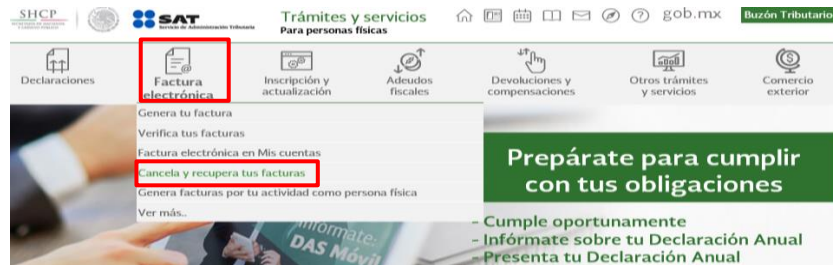 SHCP
SAT
Servicio de Administración Tributaria
Trámites y servicios
Para personas físicas
gob.mx
Buzón Tributario
Declaraciones
Factura
electrónica
Inscripción y
actualización
Adeudos
fiscales
Devoluciones y
compensaciones
Otros trámites
y servicios
Comercio
exterior
Genera tu factura
Verifica tus facturas
Factura electrónica en Mis cuentas
Cancela y recupera tus facturas
Genera facturas por tu actividad como persona física
Ver más..
Prepárate para cumplir
con tus obligaciones
- Cumple oportunamente
- Infórmate sobre tu Declaración Anual
- Presenta tu Declaración Anual
Infórmate:
DAS Móvil